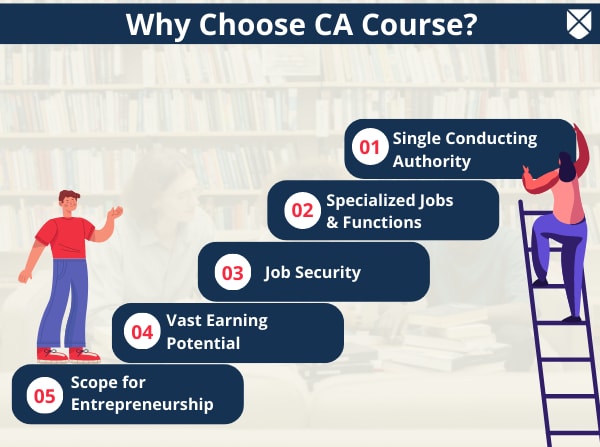 Why Choose CA Course?
01
Single Conducting
Authority
02
Specialized Jobs
& Functions
03
Job Security
04
Vast Earning
Potential
05
Scope for
Entrepreneurship